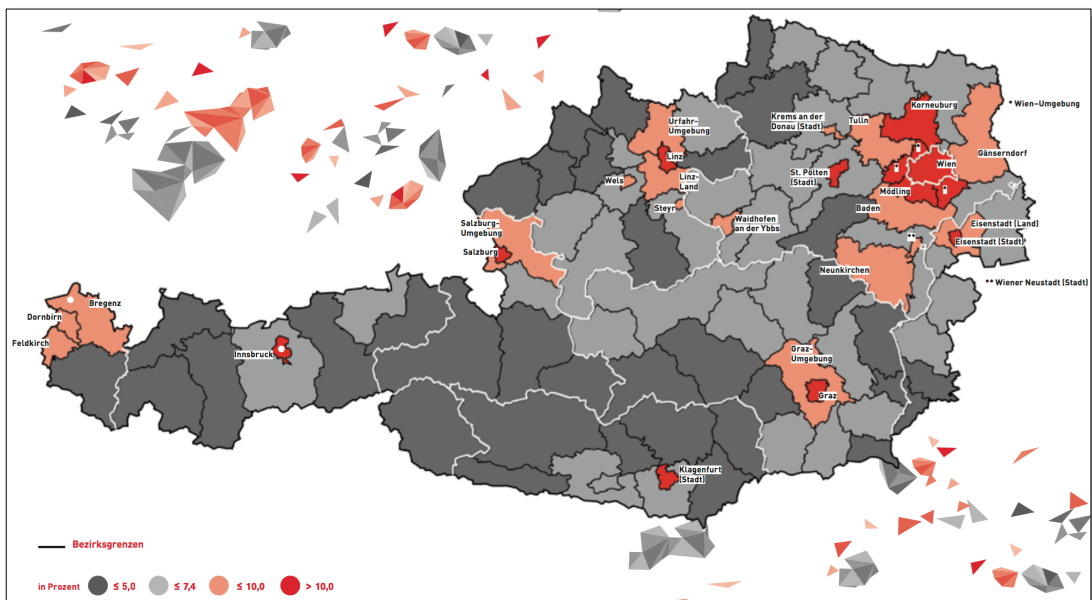 Korneuburg
* Wien-Umgebung
Krems an der
Donau (Stadt)
Tulln
Urfahr-
Umgebung
Linz
Wien
Gänserndorf
St. Pölten
(Stadt)
Wels
Linz-
Land
Mödling
Steyr
Baden
Waidhofen
an der Ybbs
Salzburg-
Umgebung
Eisenstadt (Land)
**
Eisenstadt (Stadt)
Salzburg
Neunkirchen
** Wiener Neustadt (Stadt)
Bregenz
Dornbirn
Feldkirch
Innsbruck
Graz-
Umgebung
Graz
Klagenfurt
(Stadt)
Bezirksgrenzen
in Prozent ≤ 5,0 ≤ 7,4 ≤ 10,0 > 10,0